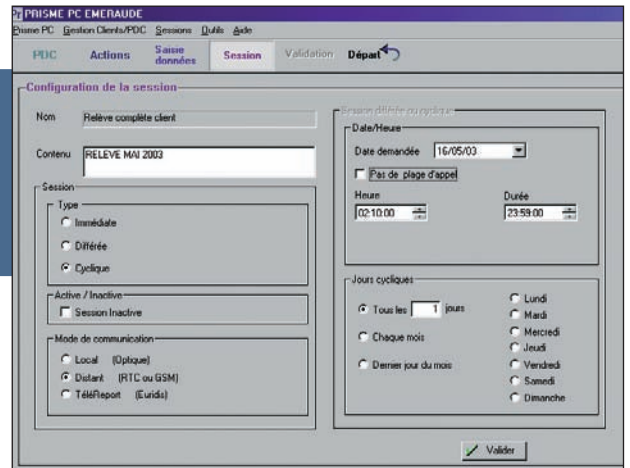 PRISME PC EMERAUDE
Prisme PC Gestion Clients/PDC Sessions Outils Aide
PDC Actions Saisie données Session Validation Départ
Configuration de la session
Nom Relève complète client
Contenu RELEVE MAI 2003
Session
Type
Immédiate
Différée
Cyclique
Active / Inactive
Session Inactive
Mode de communication
Local (Optique)
Distant (RTC ou GSM)
TéléReport (Euridis)
Session différée ou cyclique
Date/Heure
Date demandée 16/05/03
Pas de plage d'appel
Heure Durée
02:10:00 23:59:00
Jours cycliques
Tous les 1 jours
Chaque mois
Dernier jour du mois
Lundi
Mardi
Mercredi
Jeudi
Vendredi
Samedi
Dimanche
Valider